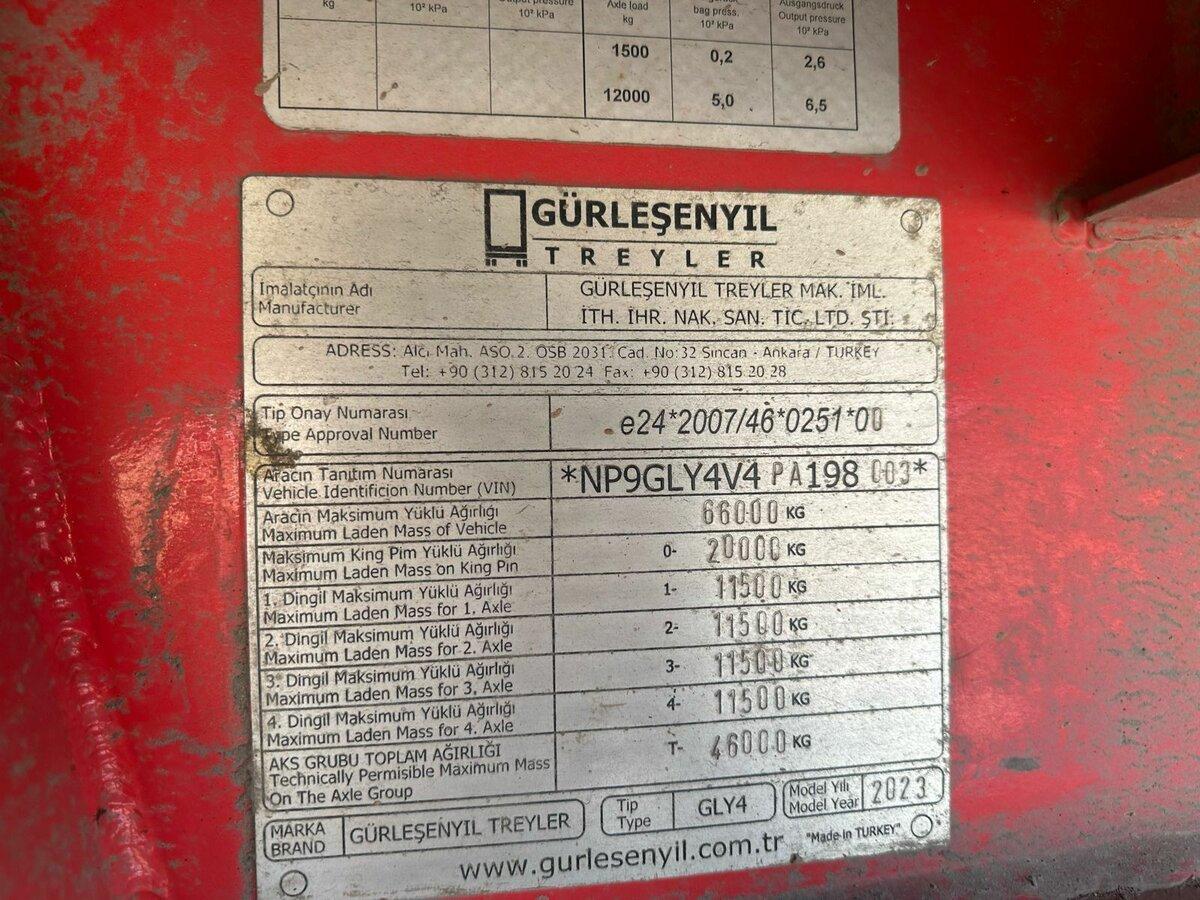 kg
10² kPa
Output pressure
10² kPa
Axle load
kg
bag press.
10² kPa
Ausgangsdruck
Output pressure
10² kPa
1500 0,2 2,6
12000 5,0 6,5
GÜRLEŞENYIL
TREYLER
İmalatçının Adı
Manufacturer
GÜRLEŞENYIL TREYLER MAK. İML.
İTH. İHR. NAK. SAN. TİC. LTD. ŞTİ.
ADRESS: Alcı Mah. ASO.2. OSB 2031. Cad. No:32 Sincan - Ankara / TURKEY
Tel: +90 (312) 815 20 24 Fax: +90 (312) 815 20 28
Tip Onay Numarası
Type Approval Number
e24*2007/46*0251*00
Aracın Tanıtım Numarası
Vehicle Identificion Number (VIN)
*NP9GLY4V4PA198003*
Aracın Maksimum Yüklü Ağırlığı
Maximum Laden Mass of Vehicle
66000 KG
Maksimum King Pim Yüklü Ağırlığı
Maximum Laden Mass on King Pin
0- 20000 KG
1. Dingil Maksimum Yüklü Ağırlığı
Maximum Laden Mass for 1. Axle
1- 11500 KG
2. Dingil Maksimum Yüklü Ağırlığı
Maximum Laden Mass for 2. Axle
2- 11500 KG
3. Dingil Maksimum Yüklü Ağırlığı
Maximum Laden Mass for 3. Axle
3- 11500 KG
4. Dingil Maksimum Yüklü Ağırlığı
Maximum Laden Mass for 4. Axle
4- 11500 KG
AKS GRUBU TOPLAM AĞIRLIĞI
Technically Permisible Maximum Mass
On The Axle Group
T- 46000 KG
MARKA
BRAND
GÜRLEŞENYIL TREYLER
Tip
Type
GLY4
Model Yılı
Model Year
2023
www.gurlesenyil.com.tr
"Made in TURKEY"